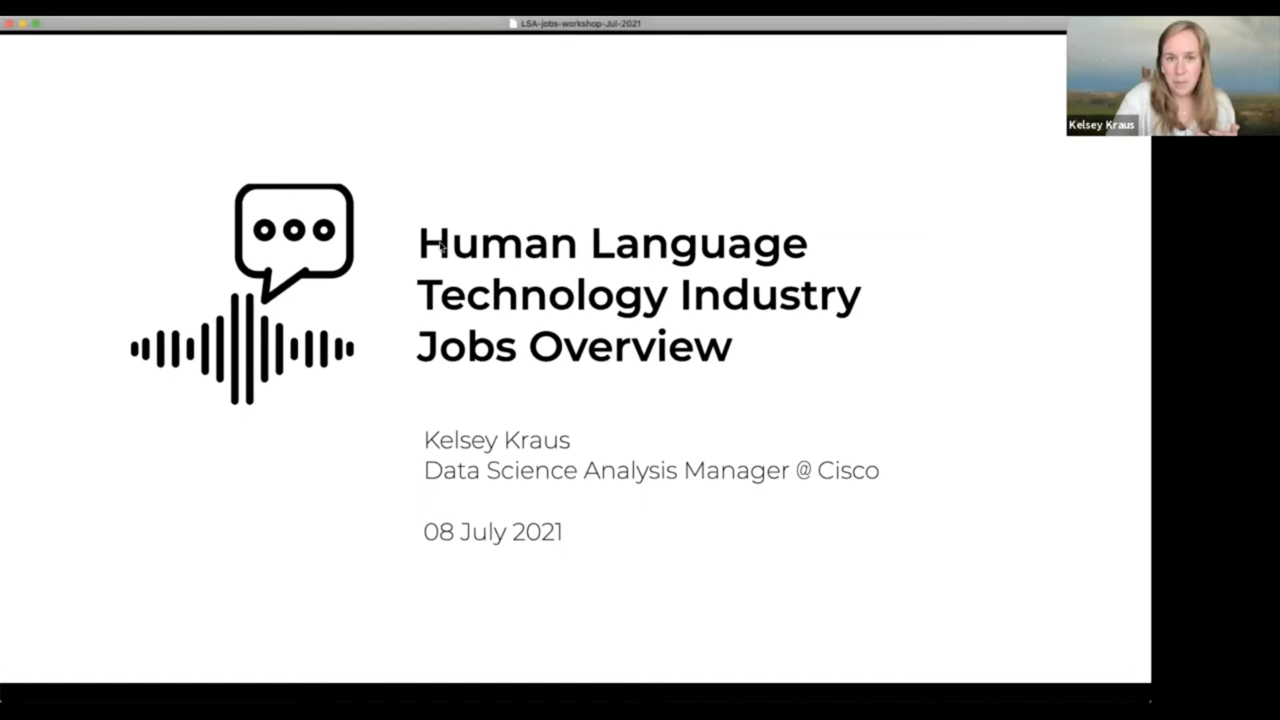 LSA-jobs-workshop-Jul-2021
Kelsey Kraus
Human Language
Technology Industry
Jobs Overview
Kelsey Kraus
Data Science Analysis Manager @ Cisco
08 July 2021